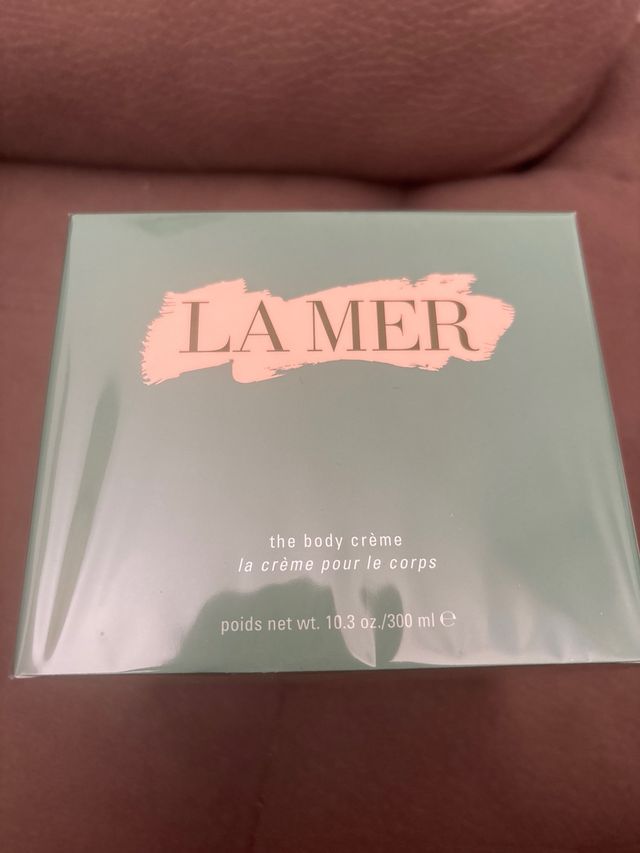 LA MER
the body crème
la crème pour le corps
poids net wt. 10.3 oz./300 ml ℮